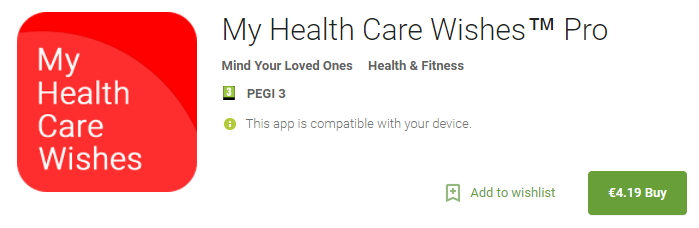 My Health Care Wishes™ Pro
My
Health
Care
Wishes
Mind Your Loved Ones Health & Fitness
3 PEGI 3
This app is compatible with your device.
Add to wishlist
€4.19 Buy